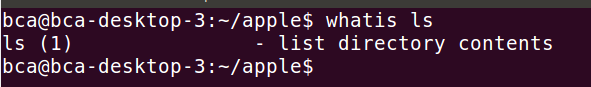 bca@bca-desktop-3:~/apple$ whatis ls
ls (1)               - list directory contents
bca@bca-desktop-3:~/apple$